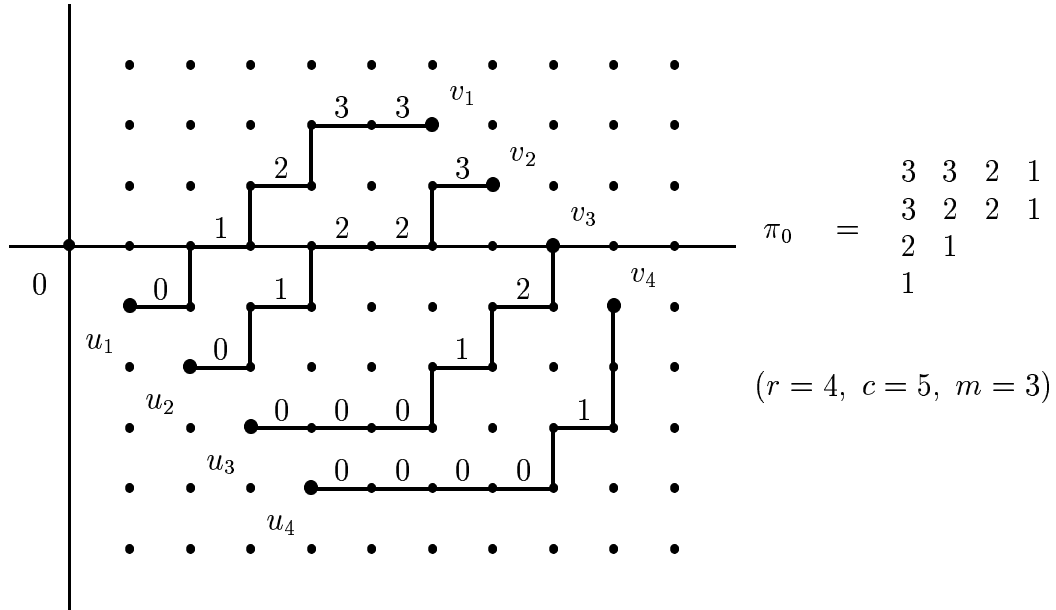 3 3 v₁
2 3 v₂
1 2 2 v₃
0 0 1 2 v₄
u₁ 0 1
u₂ 0 0 0 1
u₃ 0 0 0 0
u₄
π₀ =
3 3 2 1
3 2 2 1
2 1
1
(r = 4, c = 5, m = 3)